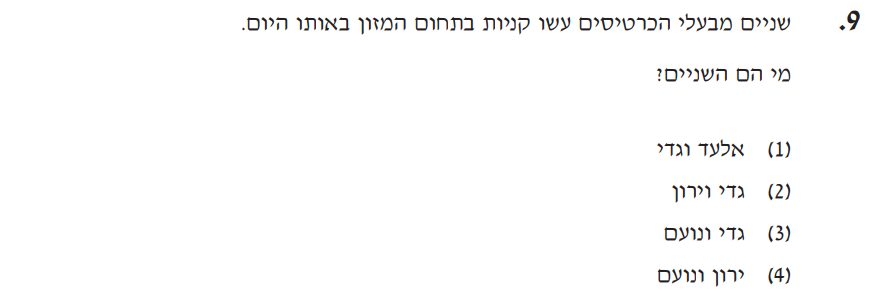 9. שניים מבעלי הכרטיסים עשו קניות בתחום המזון באותו היום.
מי הם השניים?
(1) אלעד וגדי
(2) גדי וירון
(3) גדי ונועם
(4) ירון ונועם